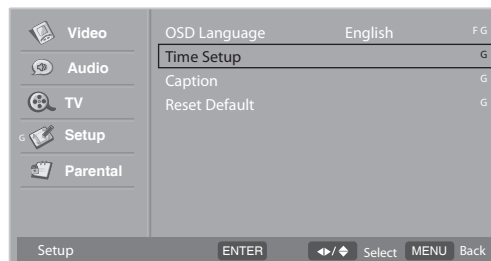 Video
Audio
TV
G Setup
Parental
OSD Language English F G
Time Setup G
Caption G
Reset Default G
Setup ENTER / Select MENU Back